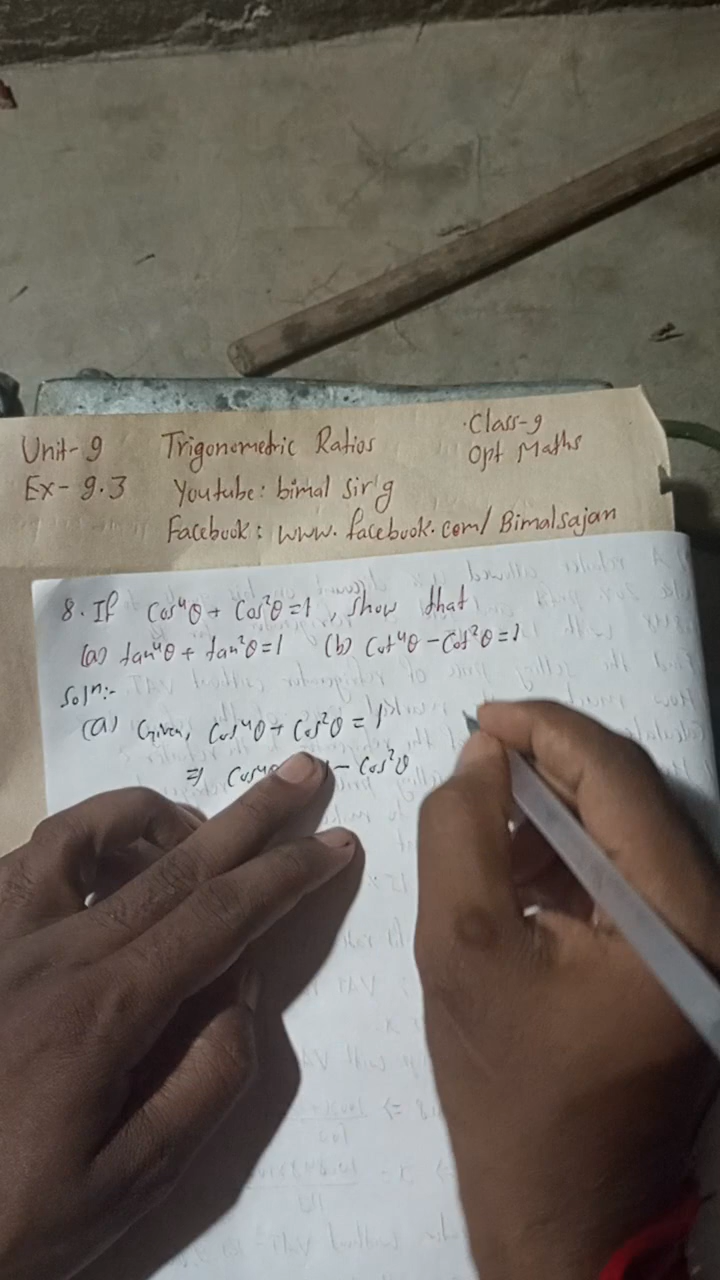 Unit-9 Trigonometric Ratios Class-9
Opt Maths
Ex-9.3 Youtube: bimal sir'g
Facebook: www.facebook.com/Bimalsajan
8. If Cos⁴θ + Cos²θ = 1, show that
(a) tan⁴θ + tan²θ = 1 (b) Cot⁴θ - Cot²θ = 1
Solⁿ:-
(a) Given, Cos⁴θ + Cos²θ = 1
⇒ Cos⁴θ 1 - Cos²θ